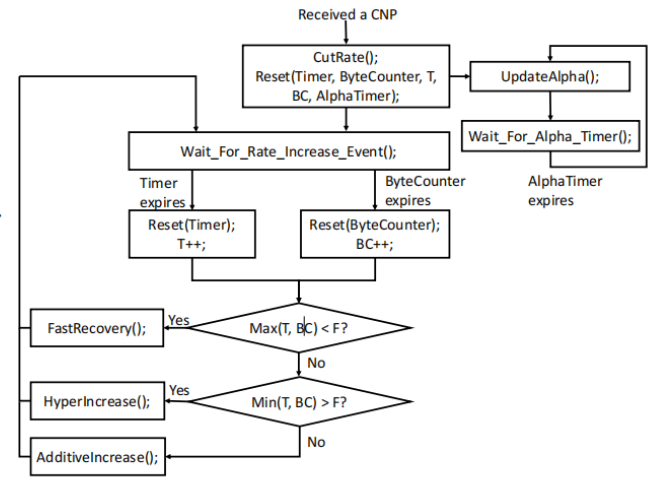 Received a CNP
CutRate();
Reset(Timer, ByteCounter, T,
BC, AlphaTimer);
UpdateAlpha();
Wait_For_Alpha_Timer();
AlphaTimer
expires
Wait_For_Rate_Increase_Event();
Timer
expires
ByteCounter
expires
Reset(Timer);
T++;
Reset(ByteCounter);
BC++;
Max(T, BC) < F?
Yes
FastRecovery();
No
Min(T, BC) > F?
Yes
HyperIncrease();
No
AdditiveIncrease();